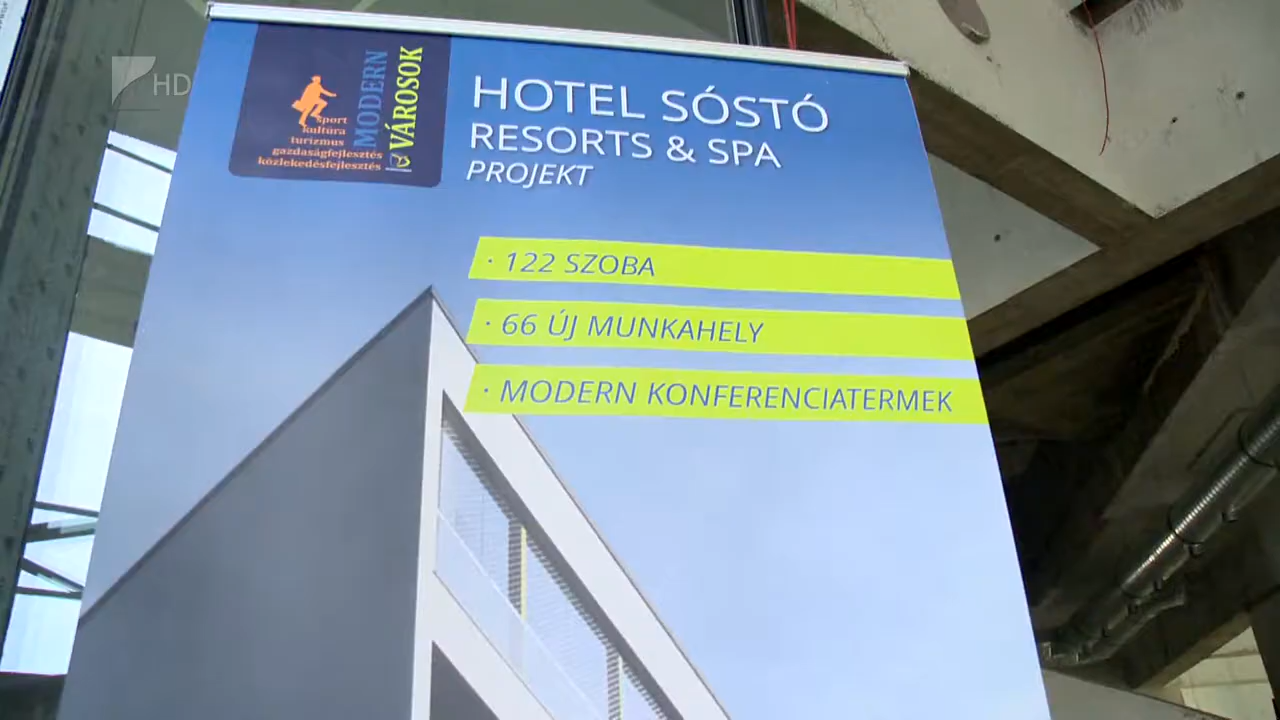 HD
sport
kultúra
turizmus
gazdaságfejlesztés
közlekedésfejlesztés
MODERN
VÁROSOK
HOTEL SÓSTÓ
RESORTS & SPA
PROJEKT
· 122 SZOBA
· 66 ÚJ MUNKAHELY
· MODERN KONFERENCIATERMEK